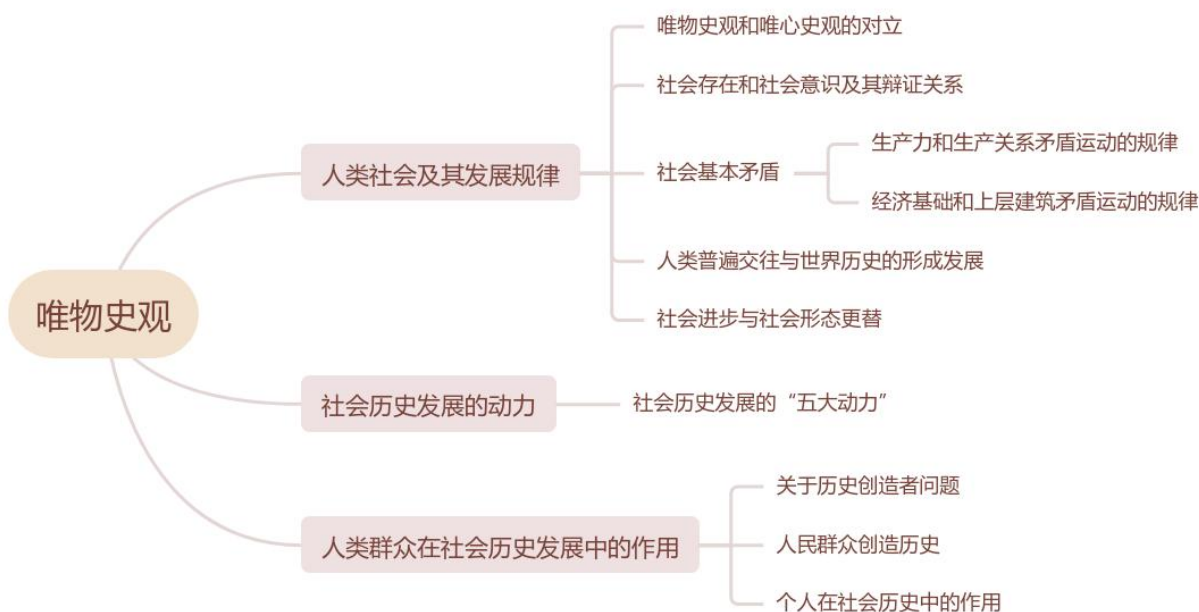 唯物史观
人类社会及其发展规律
唯物史观和唯心史观的对立
社会存在和社会意识及其辩证关系
社会基本矛盾
生产力和生产关系矛盾运动的规律
经济基础和上层建筑矛盾运动的规律
人类普遍交往与世界历史的形成发展
社会进步与社会形态更替
社会历史发展的动力
社会历史发展的“五大动力”
人类群众在社会历史发展中的作用
关于历史创造者问题
人民群众创造历史
个人在社会历史中的作用